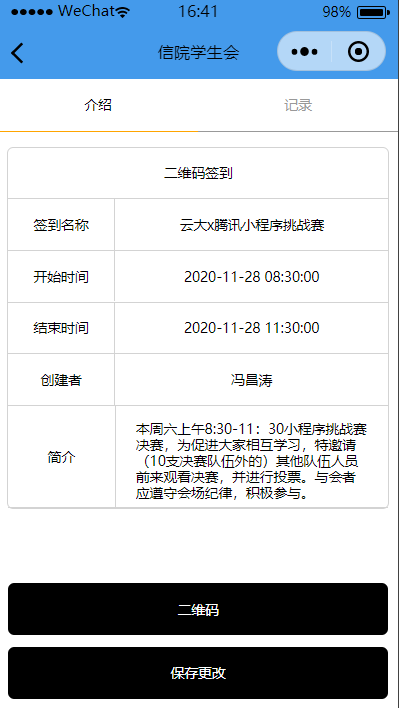 WeChat 16:41 98%
信院学生会
介绍 记录
二维码签到
签到名称 云大x腾讯小程序挑战赛
开始时间 2020-11-28 08:30:00
结束时间 2020-11-28 11:30:00
创建者 冯昌涛
简介
本周六上午8:30-11：30小程序挑战赛
决赛，为促进大家相互学习，特邀请
（10支决赛队伍外的）其他队伍人员
前来观看决赛，并进行投票。与会者
应遵守会场纪律，积极参与。
二维码
保存更改